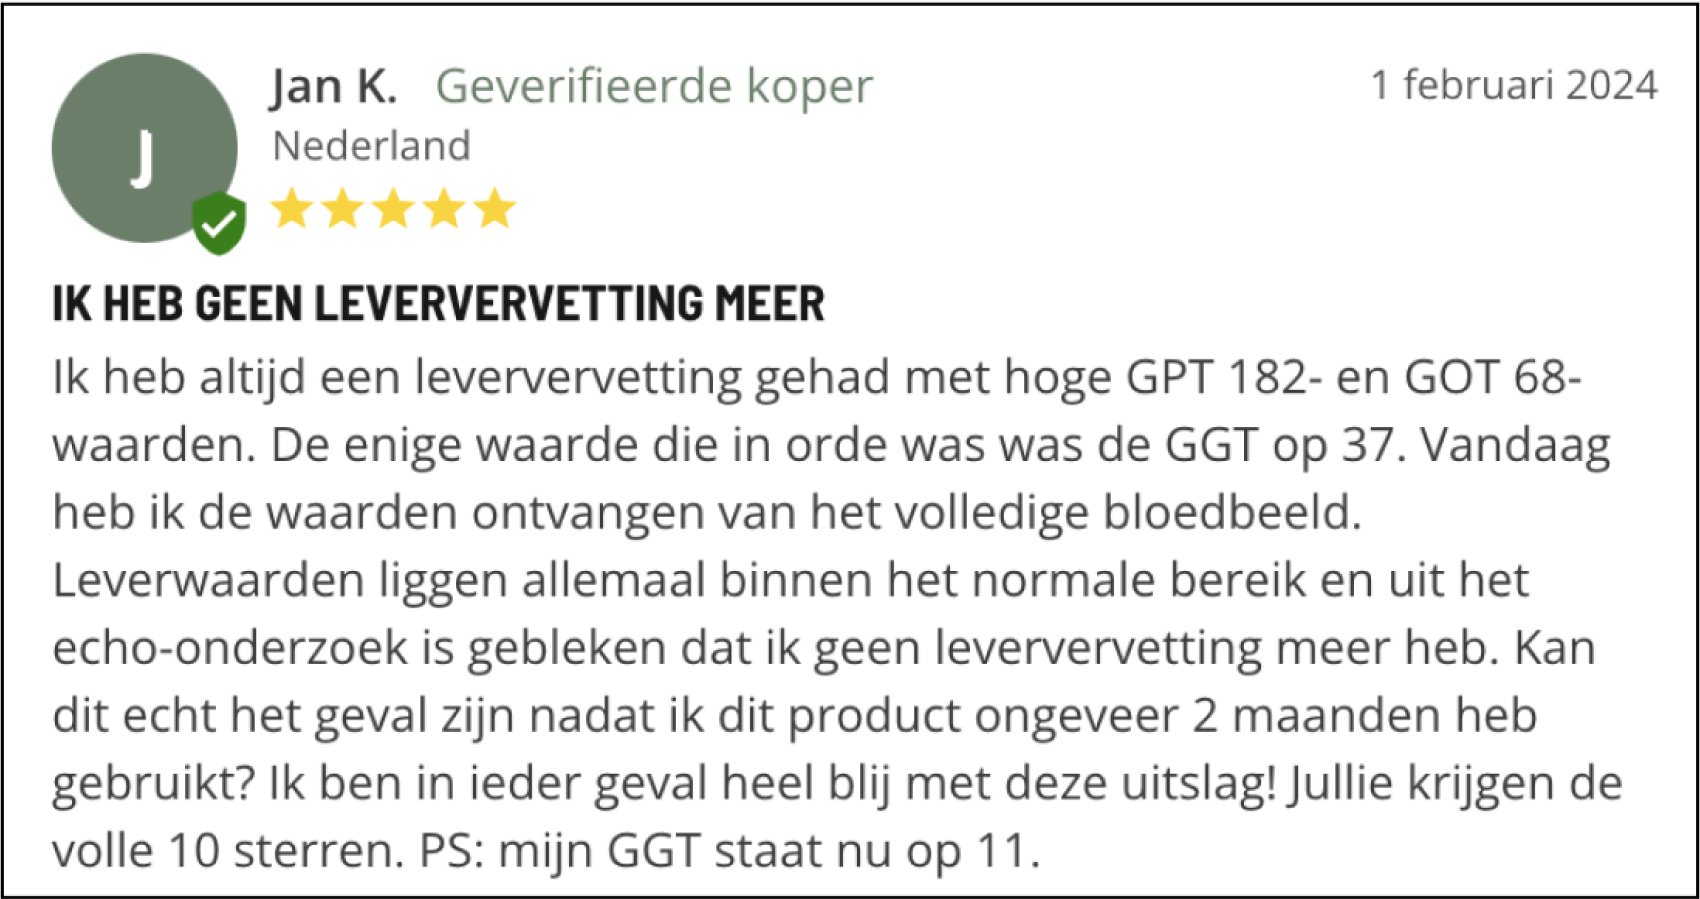 J
Jan K. Geverifieerde koper
1 februari 2024
Nederland
IK HEB GEEN LEVERVERVETTING MEER
Ik heb altijd een leververvetting gehad met hoge GPT 182- en GOT 68-
waarden. De enige waarde die in orde was was de GGT op 37. Vandaag
heb ik de waarden ontvangen van het volledige bloedbeeld.
Leverwaarden liggen allemaal binnen het normale bereik en uit het
echo-onderzoek is gebleken dat ik geen leververvetting meer heb. Kan
dit echt het geval zijn nadat ik dit product ongeveer 2 maanden heb
gebruikt? Ik ben in ieder geval heel blij met deze uitslag! Jullie krijgen de
volle 10 sterren. PS: mijn GGT staat nu op 11.